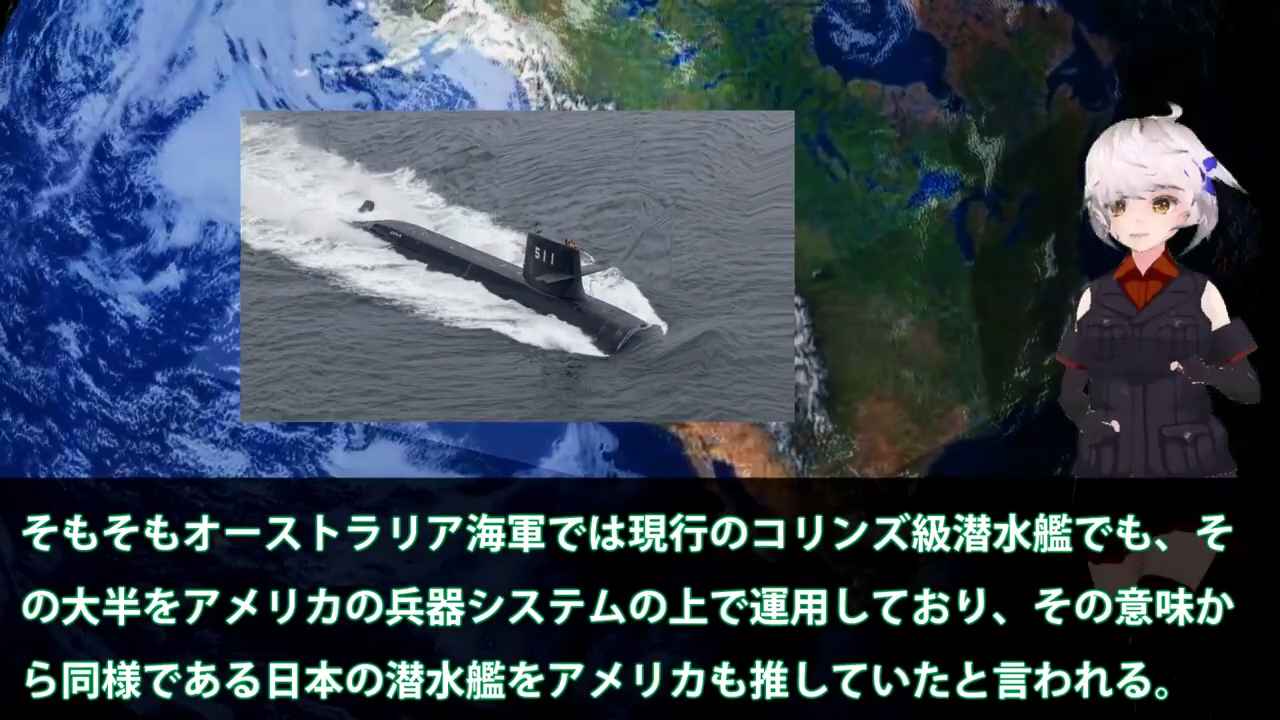 511
そもそもオーストラリア海軍では現行のコリンズ級潜水艦でも、そ
の大半をアメリカの兵器システムの上で運用しており、その意味か
ら同様である日本の潜水艦をアメリカも推していたと言われる。